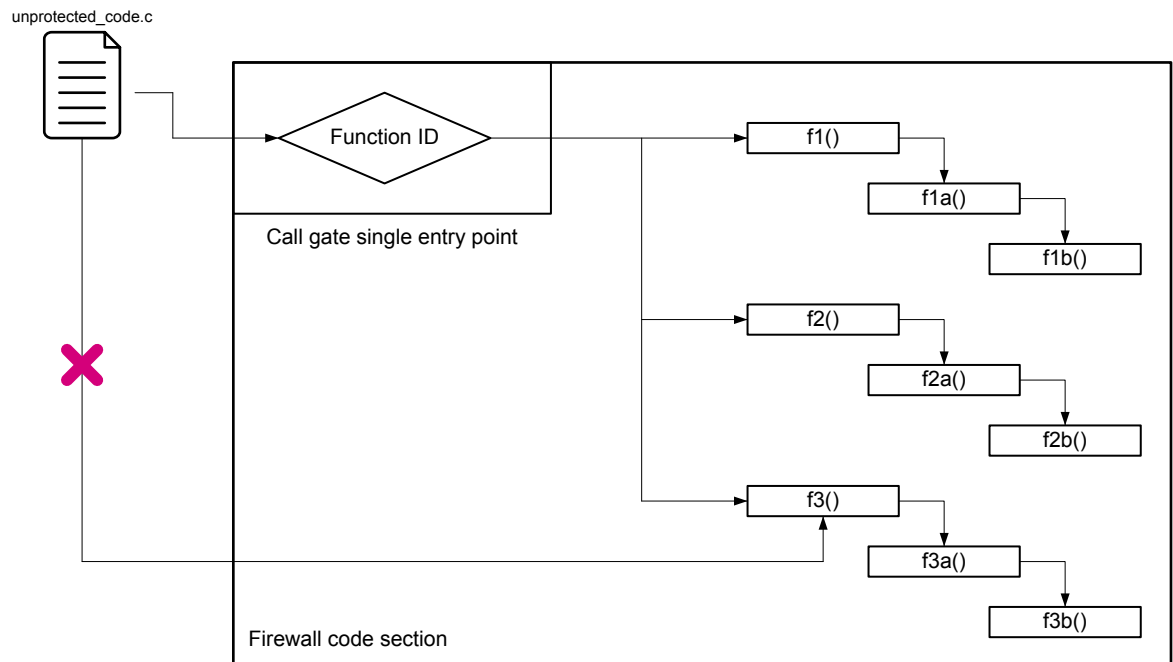 unprotected_code.c
Function ID
Call gate single entry point
f1()
f1a()
f1b()
f2()
f2a()
f2b()
f3()
f3a()
f3b()
Firewall code section